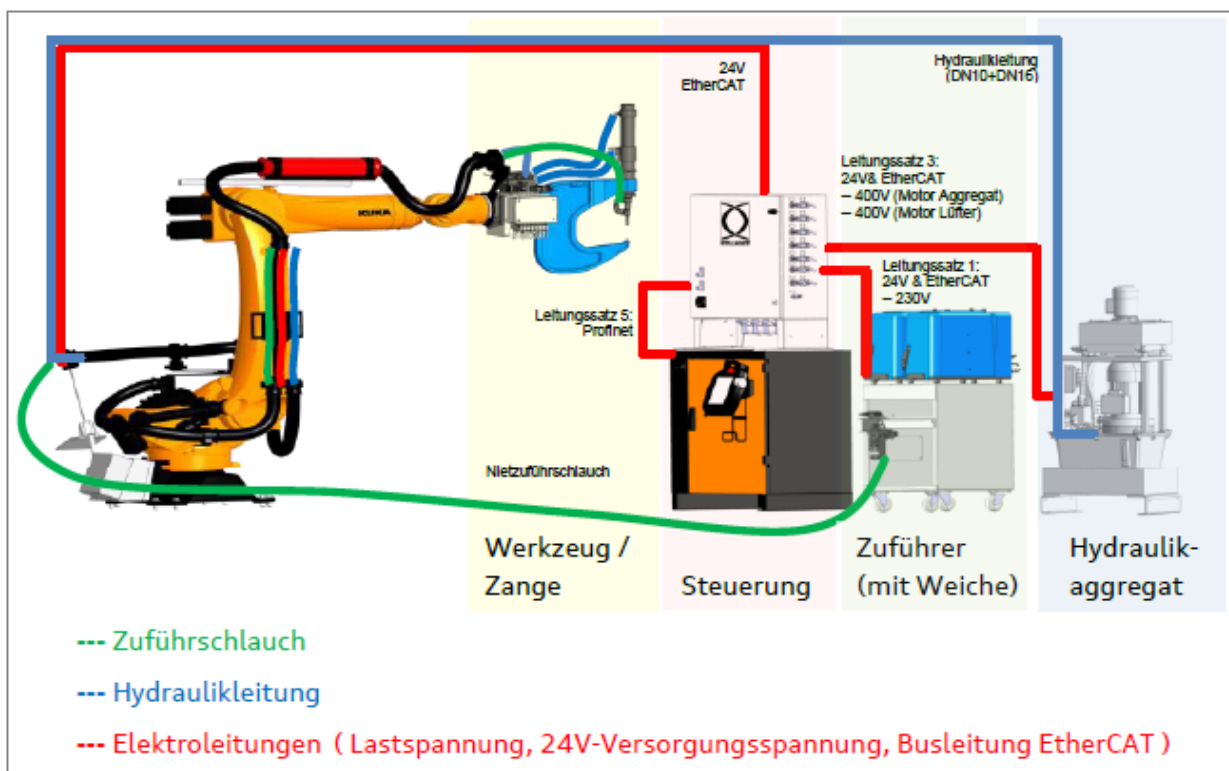 24V
EtherCAT
Hydraulikleitung
(DN10+DN16)
Leitungssatz 3:
24V& EtherCAT
– 400V (Motor Aggregat)
– 400V (Motor Lüfter)
KUKA
Leitungssatz 1:
24V & EtherCAT
– 230V
Leitungssatz 5:
Profinet
Nietzuführschlauch
Werkzeug /
Zange
Steuerung
Zuführer
(mit Weiche)
Hydraulik-
aggregat
--- Zuführschlauch
--- Hydraulikleitung
--- Elektroleitungen ( Lastspannung, 24V-Versorgungsspannung, Busleitung EtherCAT )